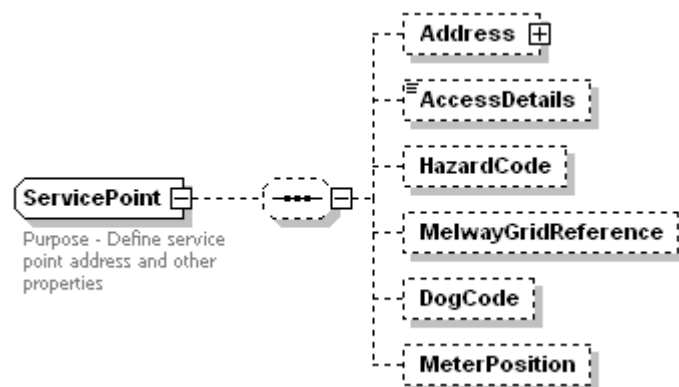 Address
AccessDetails
HazardCode
ServicePoint
Purpose - Define service
point address and other
properties
MelwayGridReference
DogCode
MeterPosition